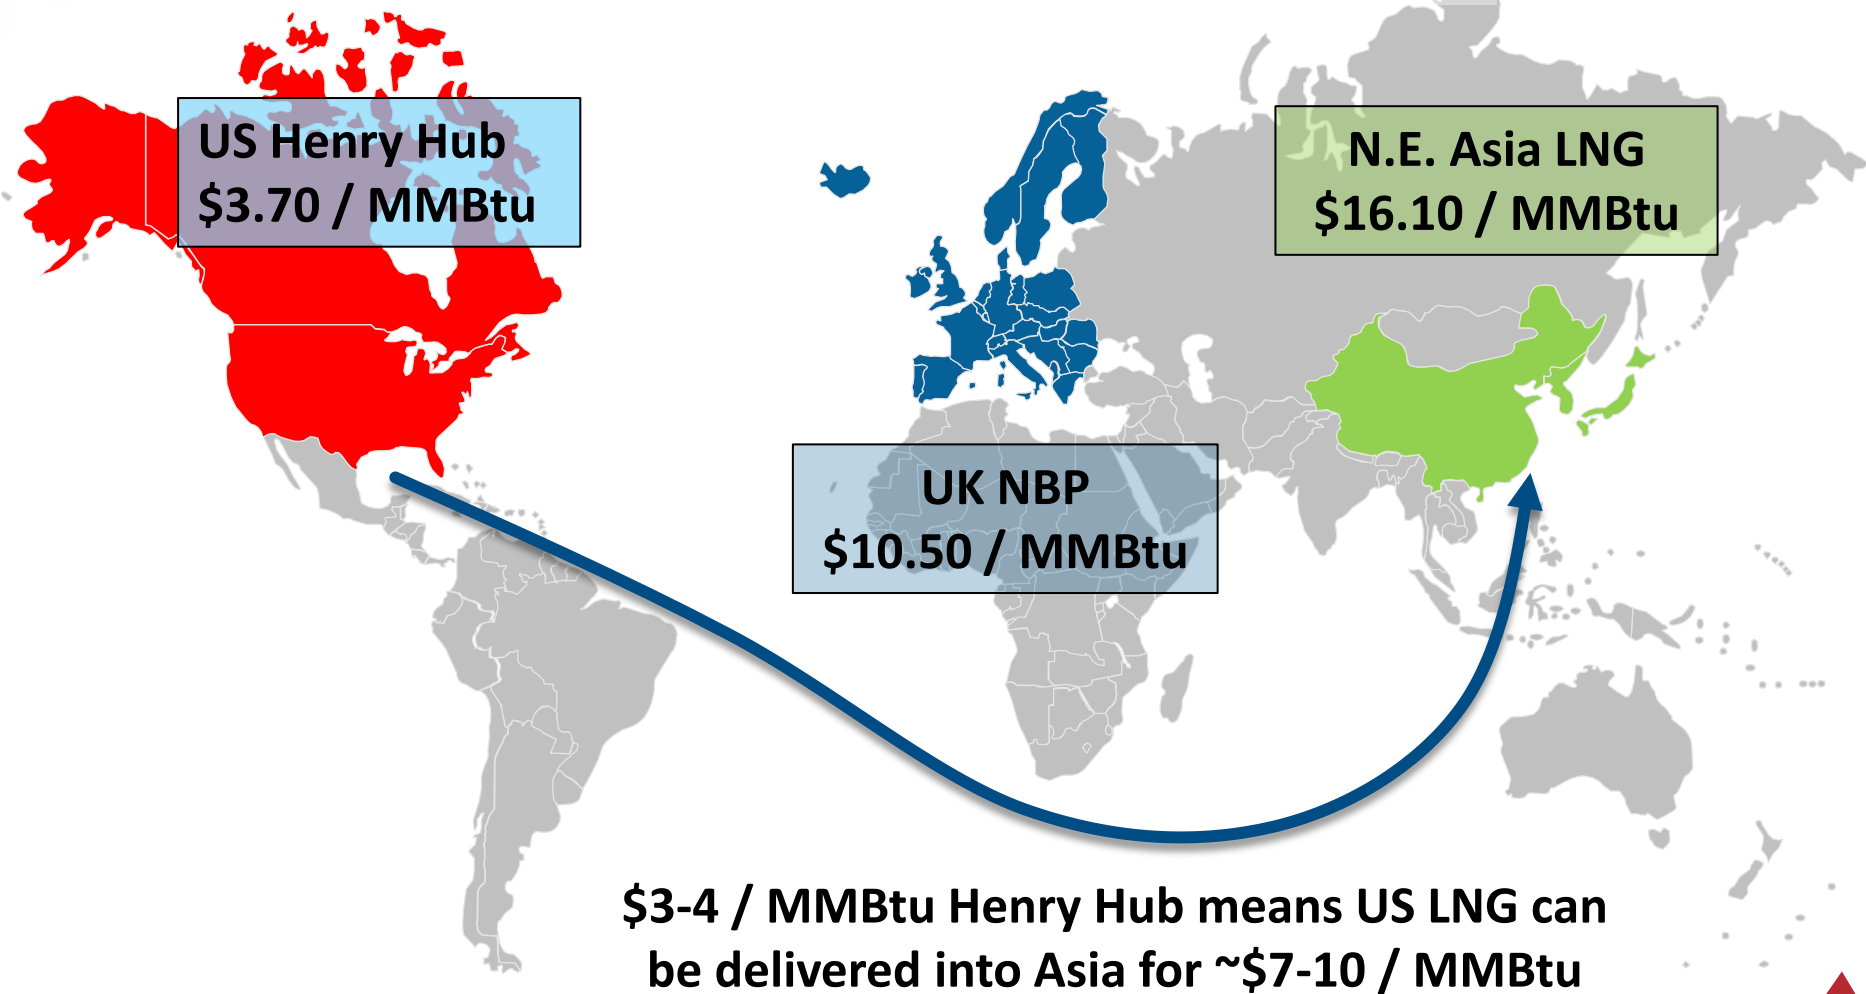 US Henry Hub
$3.70 / MMBtu
N.E. Asia LNG
$16.10 / MMBtu
UK NBP
$10.50 / MMBtu
$3-4 / MMBtu Henry Hub means US LNG can
be delivered into Asia for ~$7-10 / MMBtu